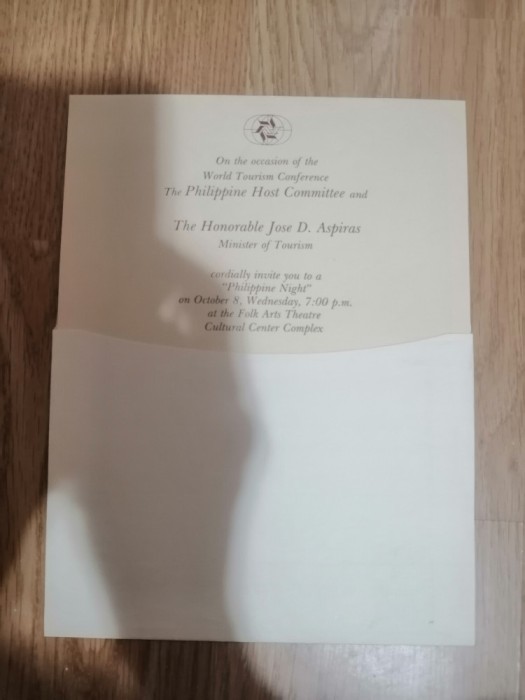 On the occasion of the
World Tourism Conference
The Philippine Host Committee and
The Honorable Jose D. Aspiras
Minister of Tourism
cordially invite you to a
"Philippine Night"
on October 8, Wednesday, 7:00 p.m.
at the Folk Arts Theatre
Cultural Center Complex